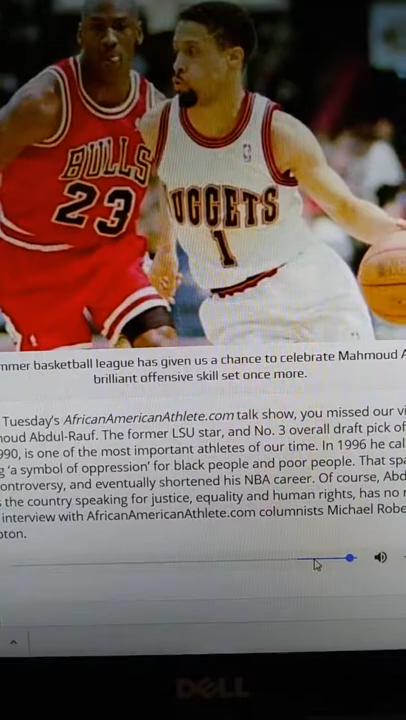 BULLS
23
NUGGETS
1
mmer basketball league has given us a chance to celebrate Mahmoud A
brilliant offensive skill set once more.
Tuesday's AfricanAmericanAthlete.com talk show, you missed our vi
moud Abdul-Rauf. The former LSU star, and No. 3 overall draft pick of
990, is one of the most important athletes of our time. In 1996 he cal
g 'a symbol of oppression' for black people and poor people. That spa
ontroversy, and eventually shortened his NBA career. Of course, Abd
s the country speaking for justice, equality and human rights, has no r
interview with AfricanAmericanAthlete.com columnists Michael Robe
pton.
DELL